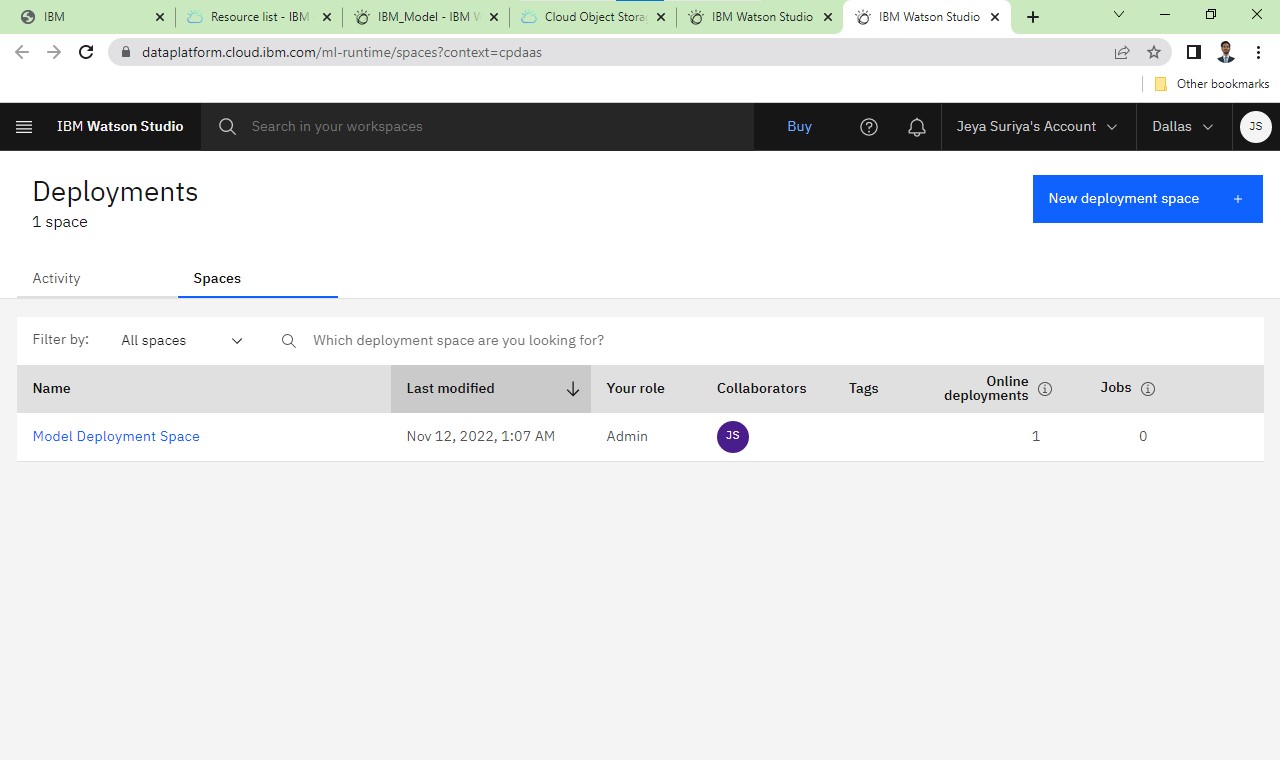 IBM
Resource list - IBM
IBM_Model - IBM W
Cloud Object Storag
IBM Watson Studio
IBM Watson Studio
dataplatform.cloud.ibm.com/ml-runtime/spaces?context=cpdaas
Other bookmarks
IBM Watson Studio
Search in your workspaces
Buy
Jeya Suriya's Account
Dallas
JS
Deployments
1 space
New deployment space +
Activity
Spaces
Filter by:
All spaces
Which deployment space are you looking for?
Name
Last modified
Your role
Collaborators
Tags
Online
deployments
Jobs
Model Deployment Space
Nov 12, 2022, 1:07 AM
Admin
JS
1
0